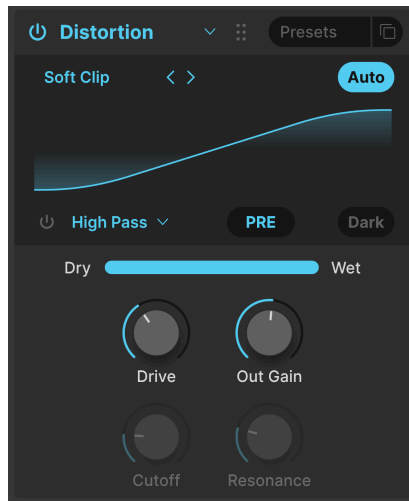 Distortion Presets
Soft Clip Auto
High Pass PRE Dark
Dry Wet
Drive Out Gain
Cutoff Resonance